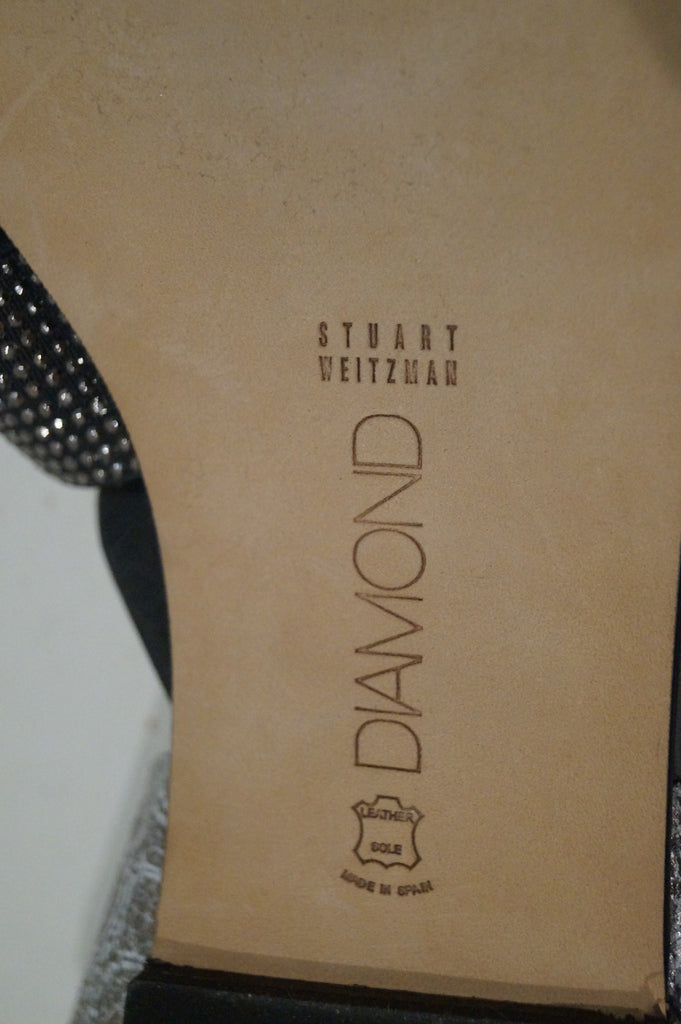 STUART
WEITZMAN
DIAMOND
LEATHER
SOLE
MADE IN SPAIN